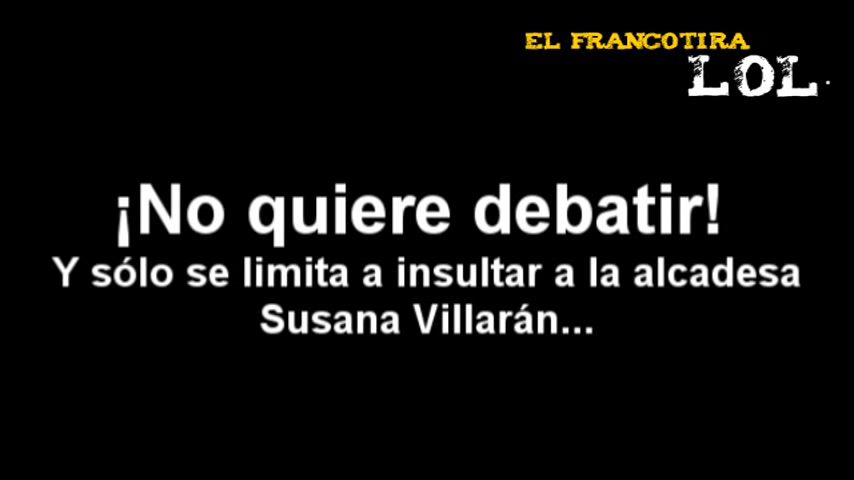 EL FRANCOTIRA
LOL.
¡No quiere debatir!
Y sólo se limita a insultar a la alcadesa
Susana Villarán...